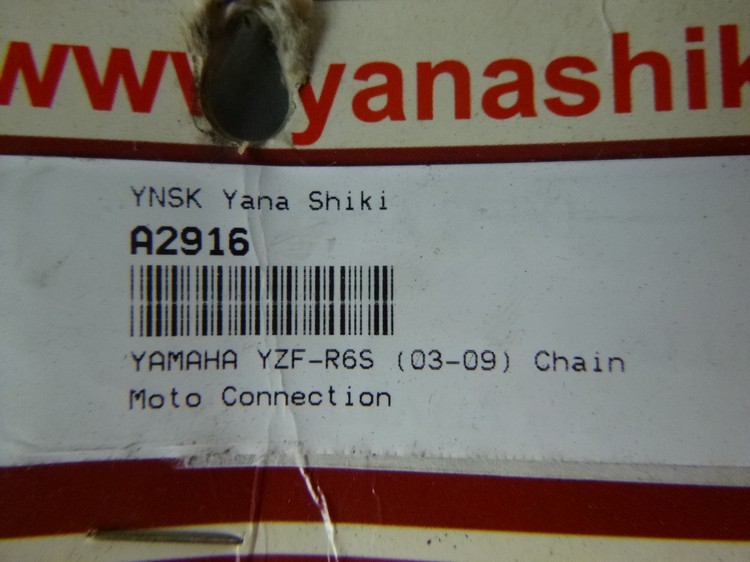 www.yanashik
YNSK Yana Shiki
A2916
YAMAHA YZF-R6S (03-09) Chain
Moto Connection